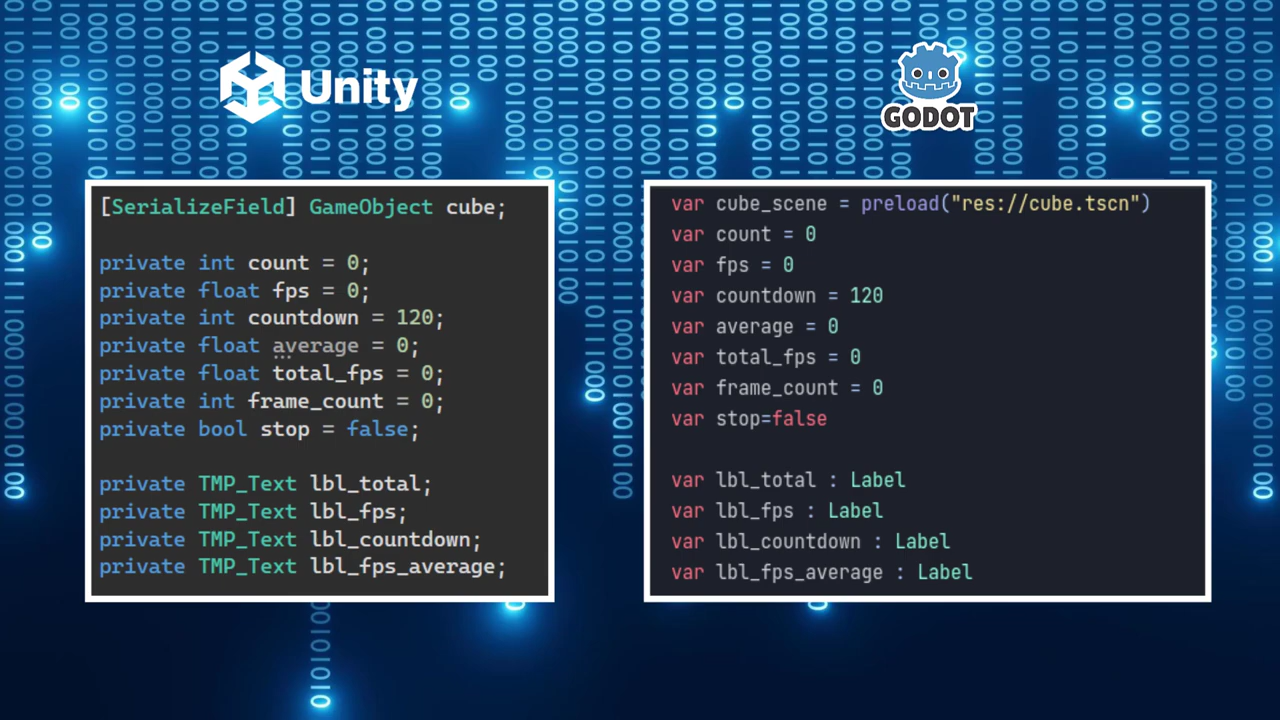 Unity
GODOT
[SerializeField] GameObject cube;
private int count = 0;
private float fps = 0;
private int countdown = 120;
private float average = 0;
private float total_fps = 0;
private int frame_count = 0;
private bool stop = false;
private TMP_Text lbl_total;
private TMP_Text lbl_fps;
private TMP_Text lbl_countdown;
private TMP_Text lbl_fps_average;
var cube_scene = preload("res://cube.tscn")
var count = 0
var fps = 0
var countdown = 120
var average = 0
var total_fps = 0
var frame_count = 0
var stop=false
var lbl_total : Label
var lbl_fps : Label
var lbl_countdown : Label
var lbl_fps_average : Label